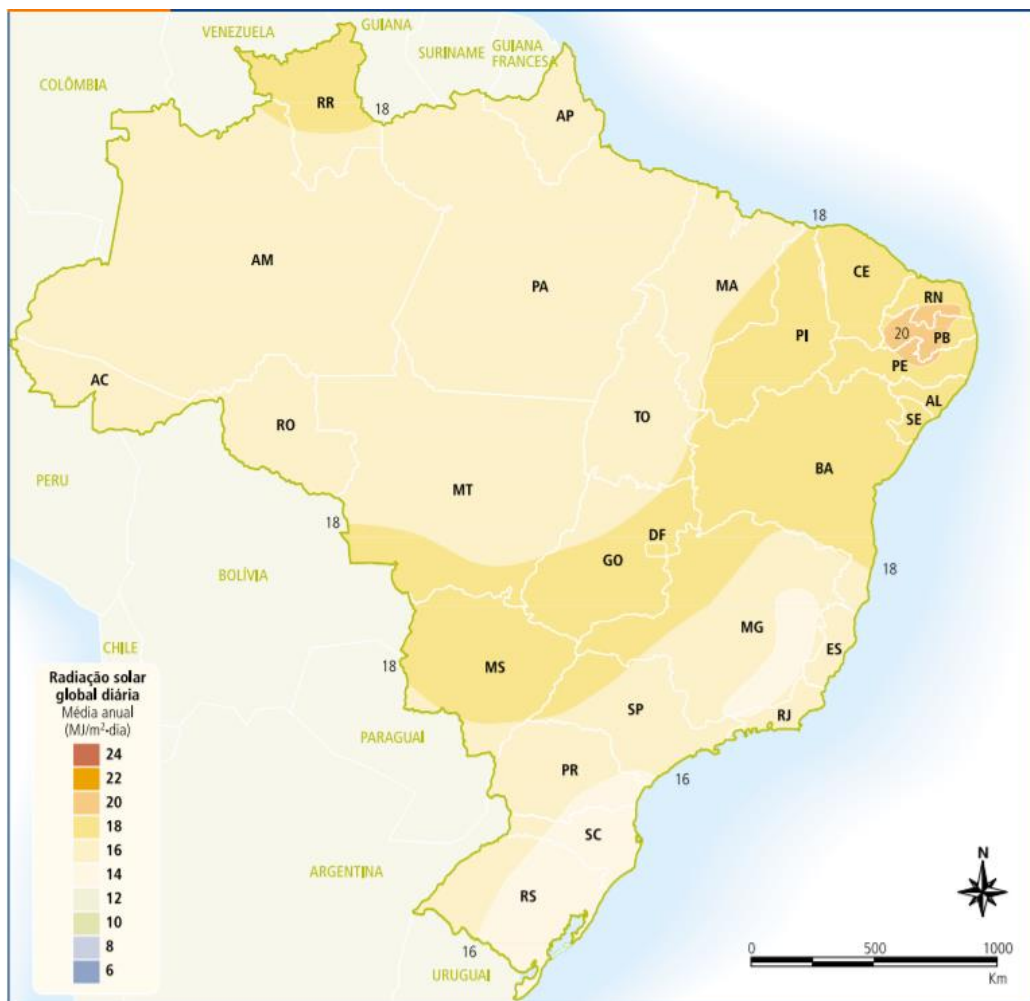 VENEZUELA
GUIANA
SURINAME
GUIANA
FRANCESA
COLÔMBIA
RR
18
AP
AM
PA
MA
18
CE
RN
20
PB
PI
PE
AL
SE
AC
TO
RO
BA
PERU
MT
18
DF
GO
18
BOLÍVIA
MG
ES
CHILE
18
MS
SP
RJ
PARAGUAI
PR
16
SC
ARGENTINA
RS
16
URUGUAI
Radiação solar
global diária
Média anual
(MJ/m²•dia)
24
22
20
18
16
14
12
10
8
6
N
0 500 1000
Km